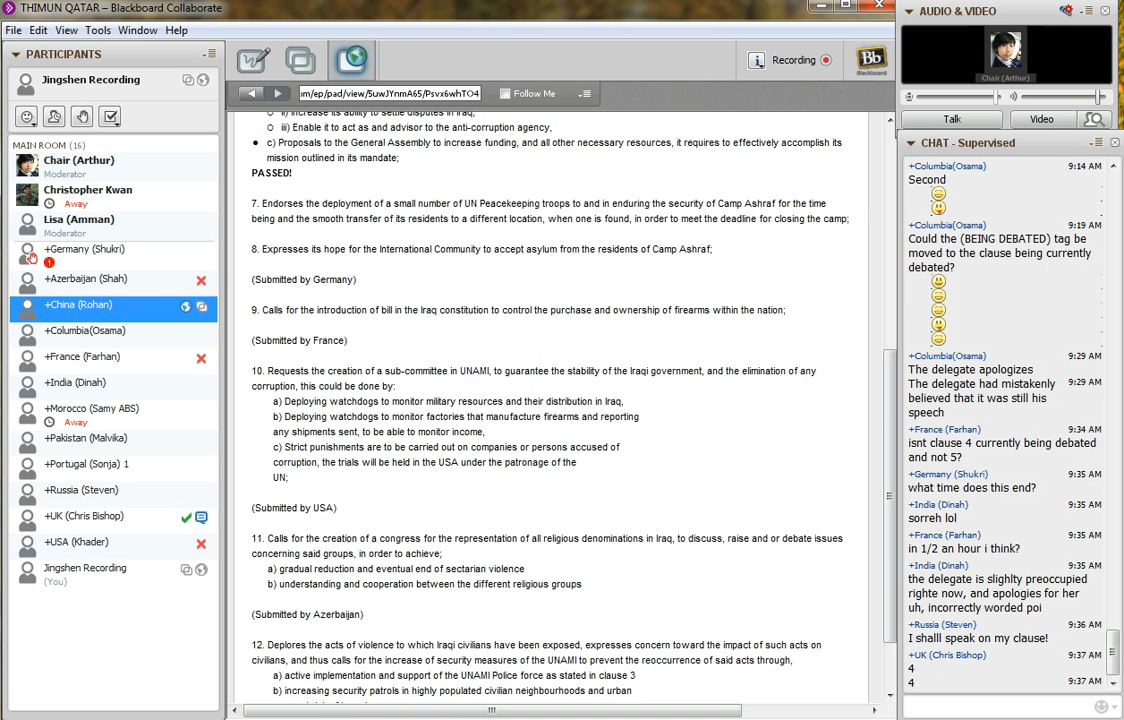 THIMUN QATAR – Blackboard Collaborate
File Edit View Tools Window Help
PARTICIPANTS
Jingshen Recording
MAIN ROOM (16)
Chair (Arthur)
Moderator
Christopher Kwan
Away
Lisa (Amman)
Moderator
+Germany (Shukri)
1
+Azerbaijan (Shah)
+China (Rohan)
+Columbia(Osama)
+France (Farhan)
+India (Dinah)
+Morocco (Samy ABS)
Away
+Pakistan (Malvika)
+Portugal (Sonja) 1
+Russia (Steven)
+UK (Chris Bishop)
+USA (Khader)
Jingshen Recording
(You)
Recording
Bb
Blackboard
om/ep/pad/view/5uwJYnmA65/Psvx6whTO4
Follow Me
ii) Increase its ability to settle disputes in Iraq,
iii) Enable it to act as and advisor to the anti-corruption agency,
c) Proposals to the General Assembly to increase funding, and all other necessary resources, it requires to effectively accomplish its
mission outlined in its mandate;
PASSED!
7. Endorses the deployment of a small number of UN Peacekeeping troops to and in enduring the security of Camp Ashraf for the time
being and the smooth transfer of its residents to a different location, when one is found, in order to meet the deadline for closing the camp;
8. Expresses its hope for the International Community to accept asylum from the residents of Camp Ashraf;
(Submitted by Germany)
9. Calls for the introduction of bill in the Iraq constitution to control the purchase and ownership of firearms within the nation;
(Submitted by France)
10. Requests the creation of a sub-committee in UNAMI, to guarantee the stability of the Iraqi government, and the elimination of any
corruption, this could be done by:
a) Deploying watchdogs to monitor military resources and their distribution in Iraq,
b) Deploying watchdogs to monitor factories that manufacture firearms and reporting
any shipments sent, to be able to monitor income,
c) Strict punishments are to be carried out on companies or persons accused of
corruption, the trials will be held in the USA under the patronage of the
UN;
(Submitted by USA)
11. Calls for the creation of a congress for the representation of all religious denominations in Iraq, to discuss, raise and or debate issues
concerning said groups, in order to achieve;
a) gradual reduction and eventual end of sectarian violence
b) understanding and cooperation between the different religious groups
(Submitted by Azerbaijan)
12. Deplores the acts of violence to which Iraqi civilians have been exposed, expresses concern toward the impact of such acts on
civilians, and thus calls for the increase of security measures of the UNAMI to prevent the reoccurrence of said acts through,
a) active implementation and support of the UNAMI Police force as stated in clause 3
b) increasing security patrols in highly populated civilian neighbourhoods and urban
AUDIO & VIDEO
Chair (Arthur)
Talk Video
CHAT - Supervised
+Columbia(Osama) 9:14 AM
Second
+Columbia(Osama) 9:19 AM
Could the (BEING DEBATED) tag be
moved to the clause being currently
debated?
+Columbia(Osama) 9:29 AM
The delegate apologizes
The delegate had mistakenly 9:29 AM
believed that it was still his
speech
+France (Farhan) 9:34 AM
isnt clause 4 currently being debated
and not 5?
+Germany (Shukri) 9:35 AM
what time does this end?
+India (Dinah) 9:35 AM
sorreh lol
+France (Farhan) 9:35 AM
in 1/2 an hour i think?
+India (Dinah) 9:35 AM
the delegate is slighlty preoccupied
righte now, and apologies for her
uh, incorrectly worded poi
+Russia (Steven) 9:36 AM
I shalll speak on my clause!
+UK (Chris Bishop) 9:37 AM
4
4 9:37 AM